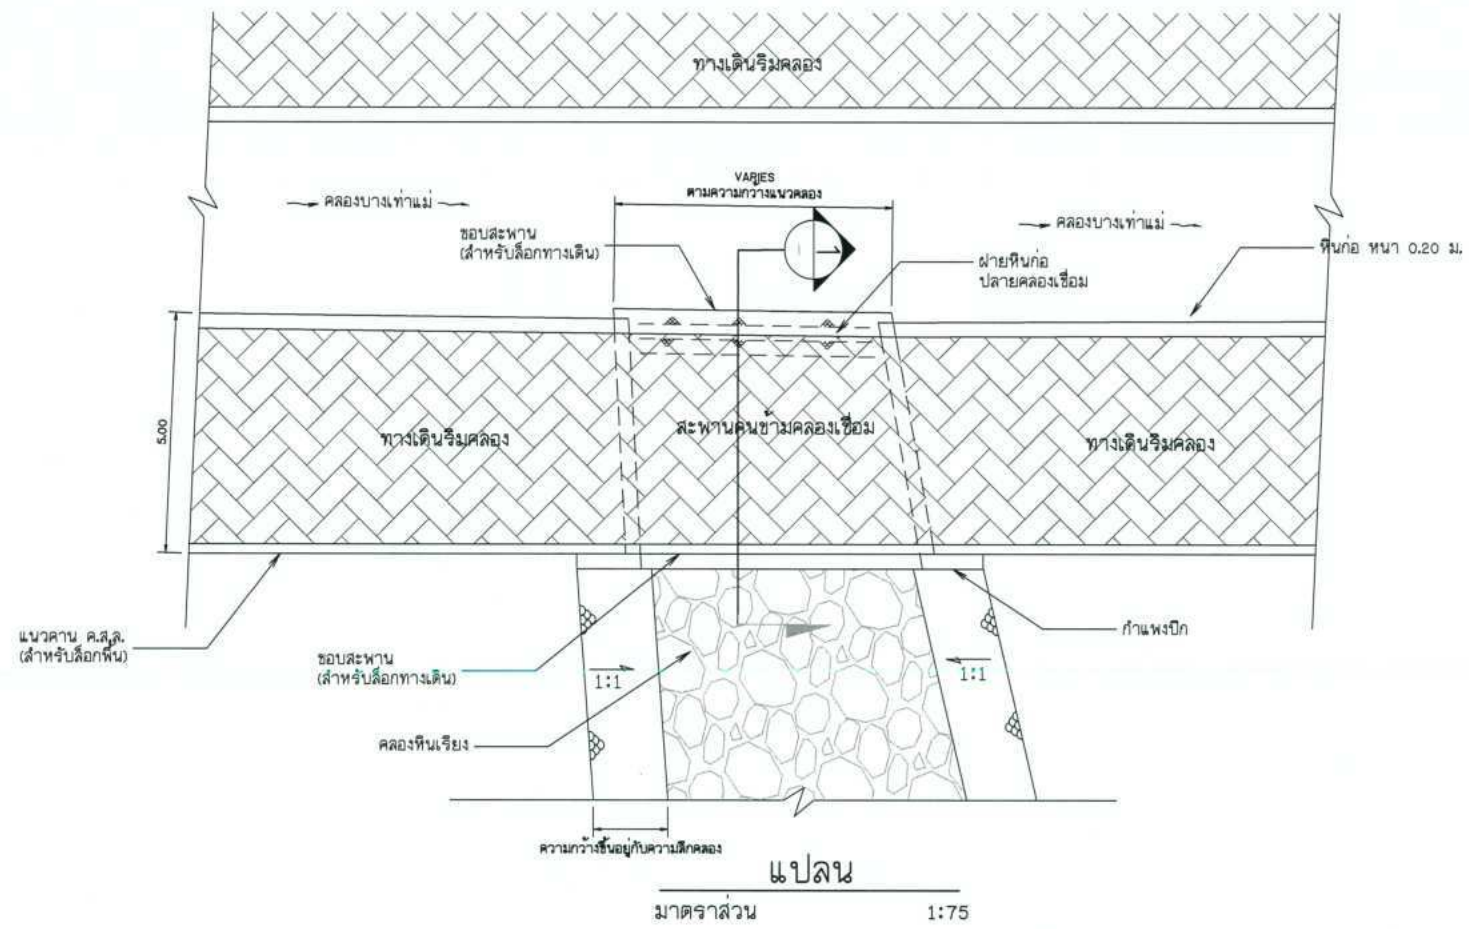 ทางเดินริมคลอง
VARIES
ตามความกว้างแนวคลอง
คลองบางเท่าแม่
คลองบางเท่าแม่
ขอบสะพาน
(สำหรับล็อกทางเดิน)
ฝายหินก่อ
ปลายคลองเชื่อม
หินก่อ หนา 0.20 ม.
5.00
ทางเดินริมคลอง
สะพานคนข้ามคลองเชื่อม
ทางเดินริมคลอง
แนวคาน ค.ส.ล.
(สำหรับล็อกพื้น)
ขอบสะพาน
(สำหรับล็อกทางเดิน)
1:1
1:1
กำแพงปีก
คลองหินเรียง
ความกว้างขึ้นอยู่กับความลึกคลอง
แปลน
มาตราส่วน 1:75